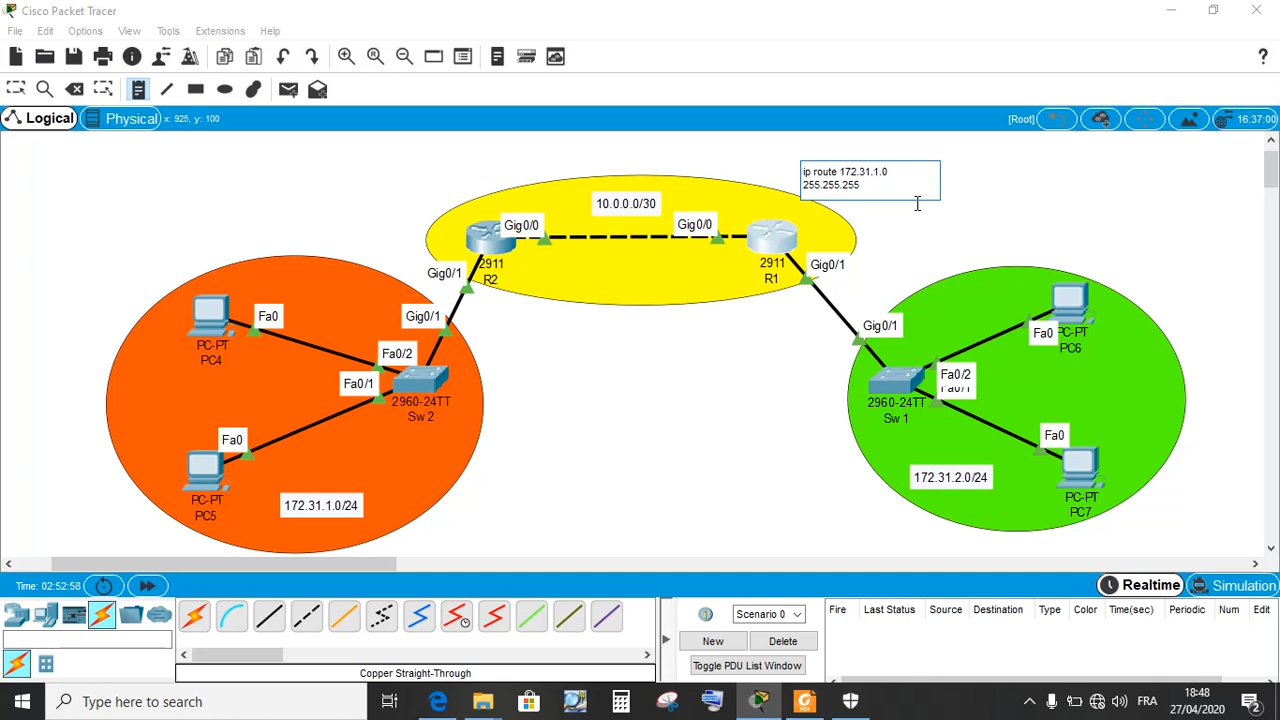 Cisco Packet Tracer
File Edit Options View Tools Extensions Help
Logical Physical x: 925, y: 100 [Root] 16:37:00
ip route 172.31.1.0
255.255.255
10.0.0.0/30
Gig0/0 Gig0/0
2911
R2
2911
R1
Gig0/1 Gig0/1
Gig0/1 Gig0/1
Fa0
PC-PT
PC4
Fa0/2
Fa0/1
2960-24TT
Sw 2
Fa0
PC-PT
PC5
172.31.1.0/24
Fa0
PC-PT
PC6
Fa0/2
Fa0/1
2960-24TT
Sw 1
Fa0
172.31.2.0/24
PC-PT
PC7
Time: 02:52:58 Realtime Simulation
Scenario 0
New Delete
Toggle PDU List Window
Fire Last Status Source Destination Type Color Time(sec) Periodic Num Edit
Copper Straight-Through
Type here to search
FRA
18:48
27/04/2020
2